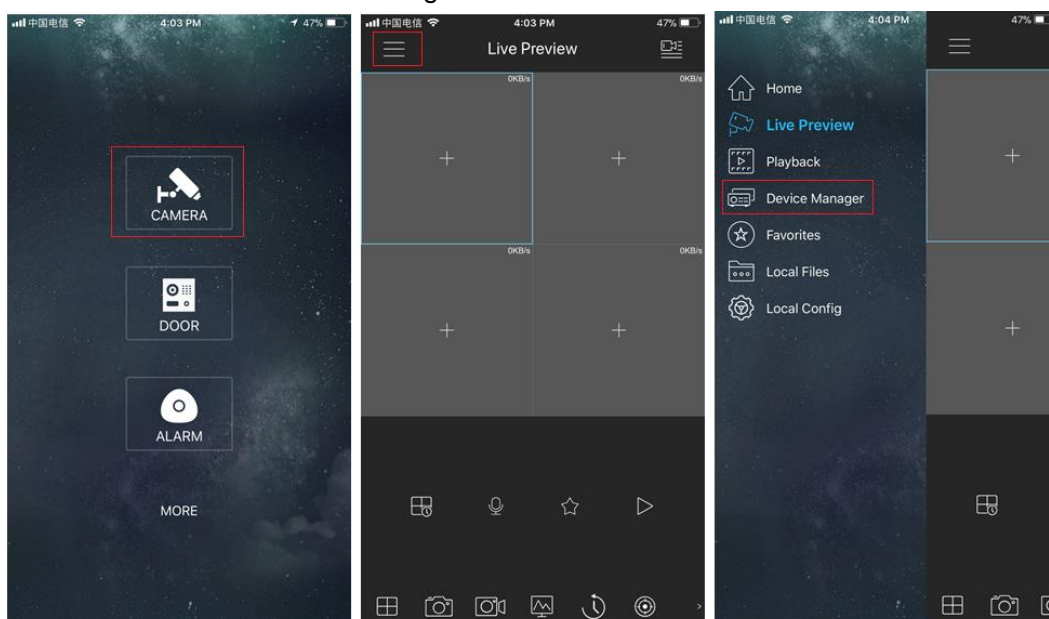 中国电信 4:03 PM 47%
CAMERA
DOOR
ALARM
MORE
中国电信 4:03 PM 47%
Live Preview
0KB/s 0KB/s
0KB/s 0KB/s
中国电信 4:04 PM 47%
Home
Live Preview
Playback
Device Manager
Favorites
Local Files
Local Config